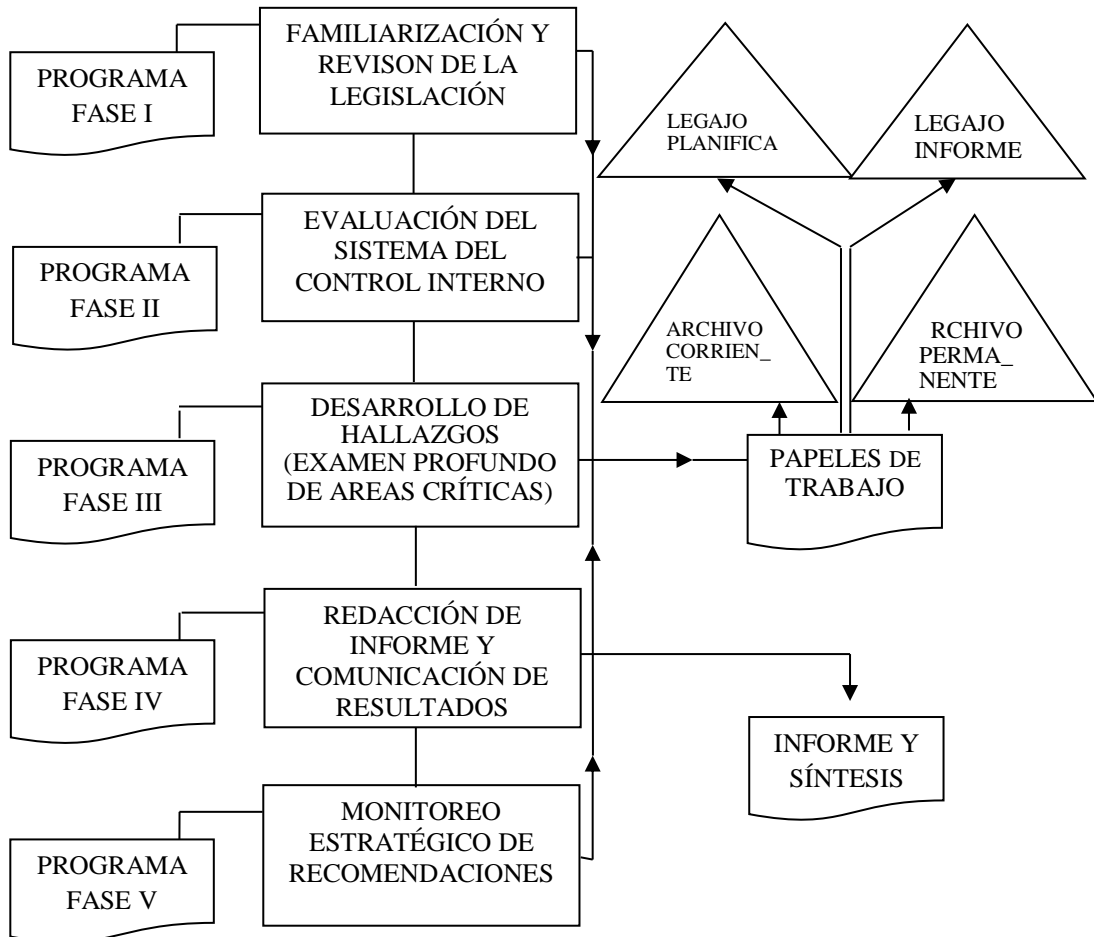 FAMILIARIZACIÓN Y
REVISON DE LA
LEGISLACIÓN
PROGRAMA
FASE I
LEGAJO
PLANIFICA
LEGAJO
INFORME
EVALUACIÓN DEL
SISTEMA DEL
CONTROL INTERNO
PROGRAMA
FASE II
ARCHIVO
CORRIEN_
TE
RCHIVO
PERMA_
NENTE
DESARROLLO DE
HALLAZGOS
(EXAMEN PROFUNDO
DE AREAS CRÍTICAS)
PROGRAMA
FASE III
PAPELES DE
TRABAJO
REDACCIÓN DE
INFORME Y
COMUNICACIÓN DE
RESULTADOS
PROGRAMA
FASE IV
INFORME Y
SÍNTESIS
MONITOREO
ESTRATÉGICO DE
RECOMENDACIONES
PROGRAMA
FASE V